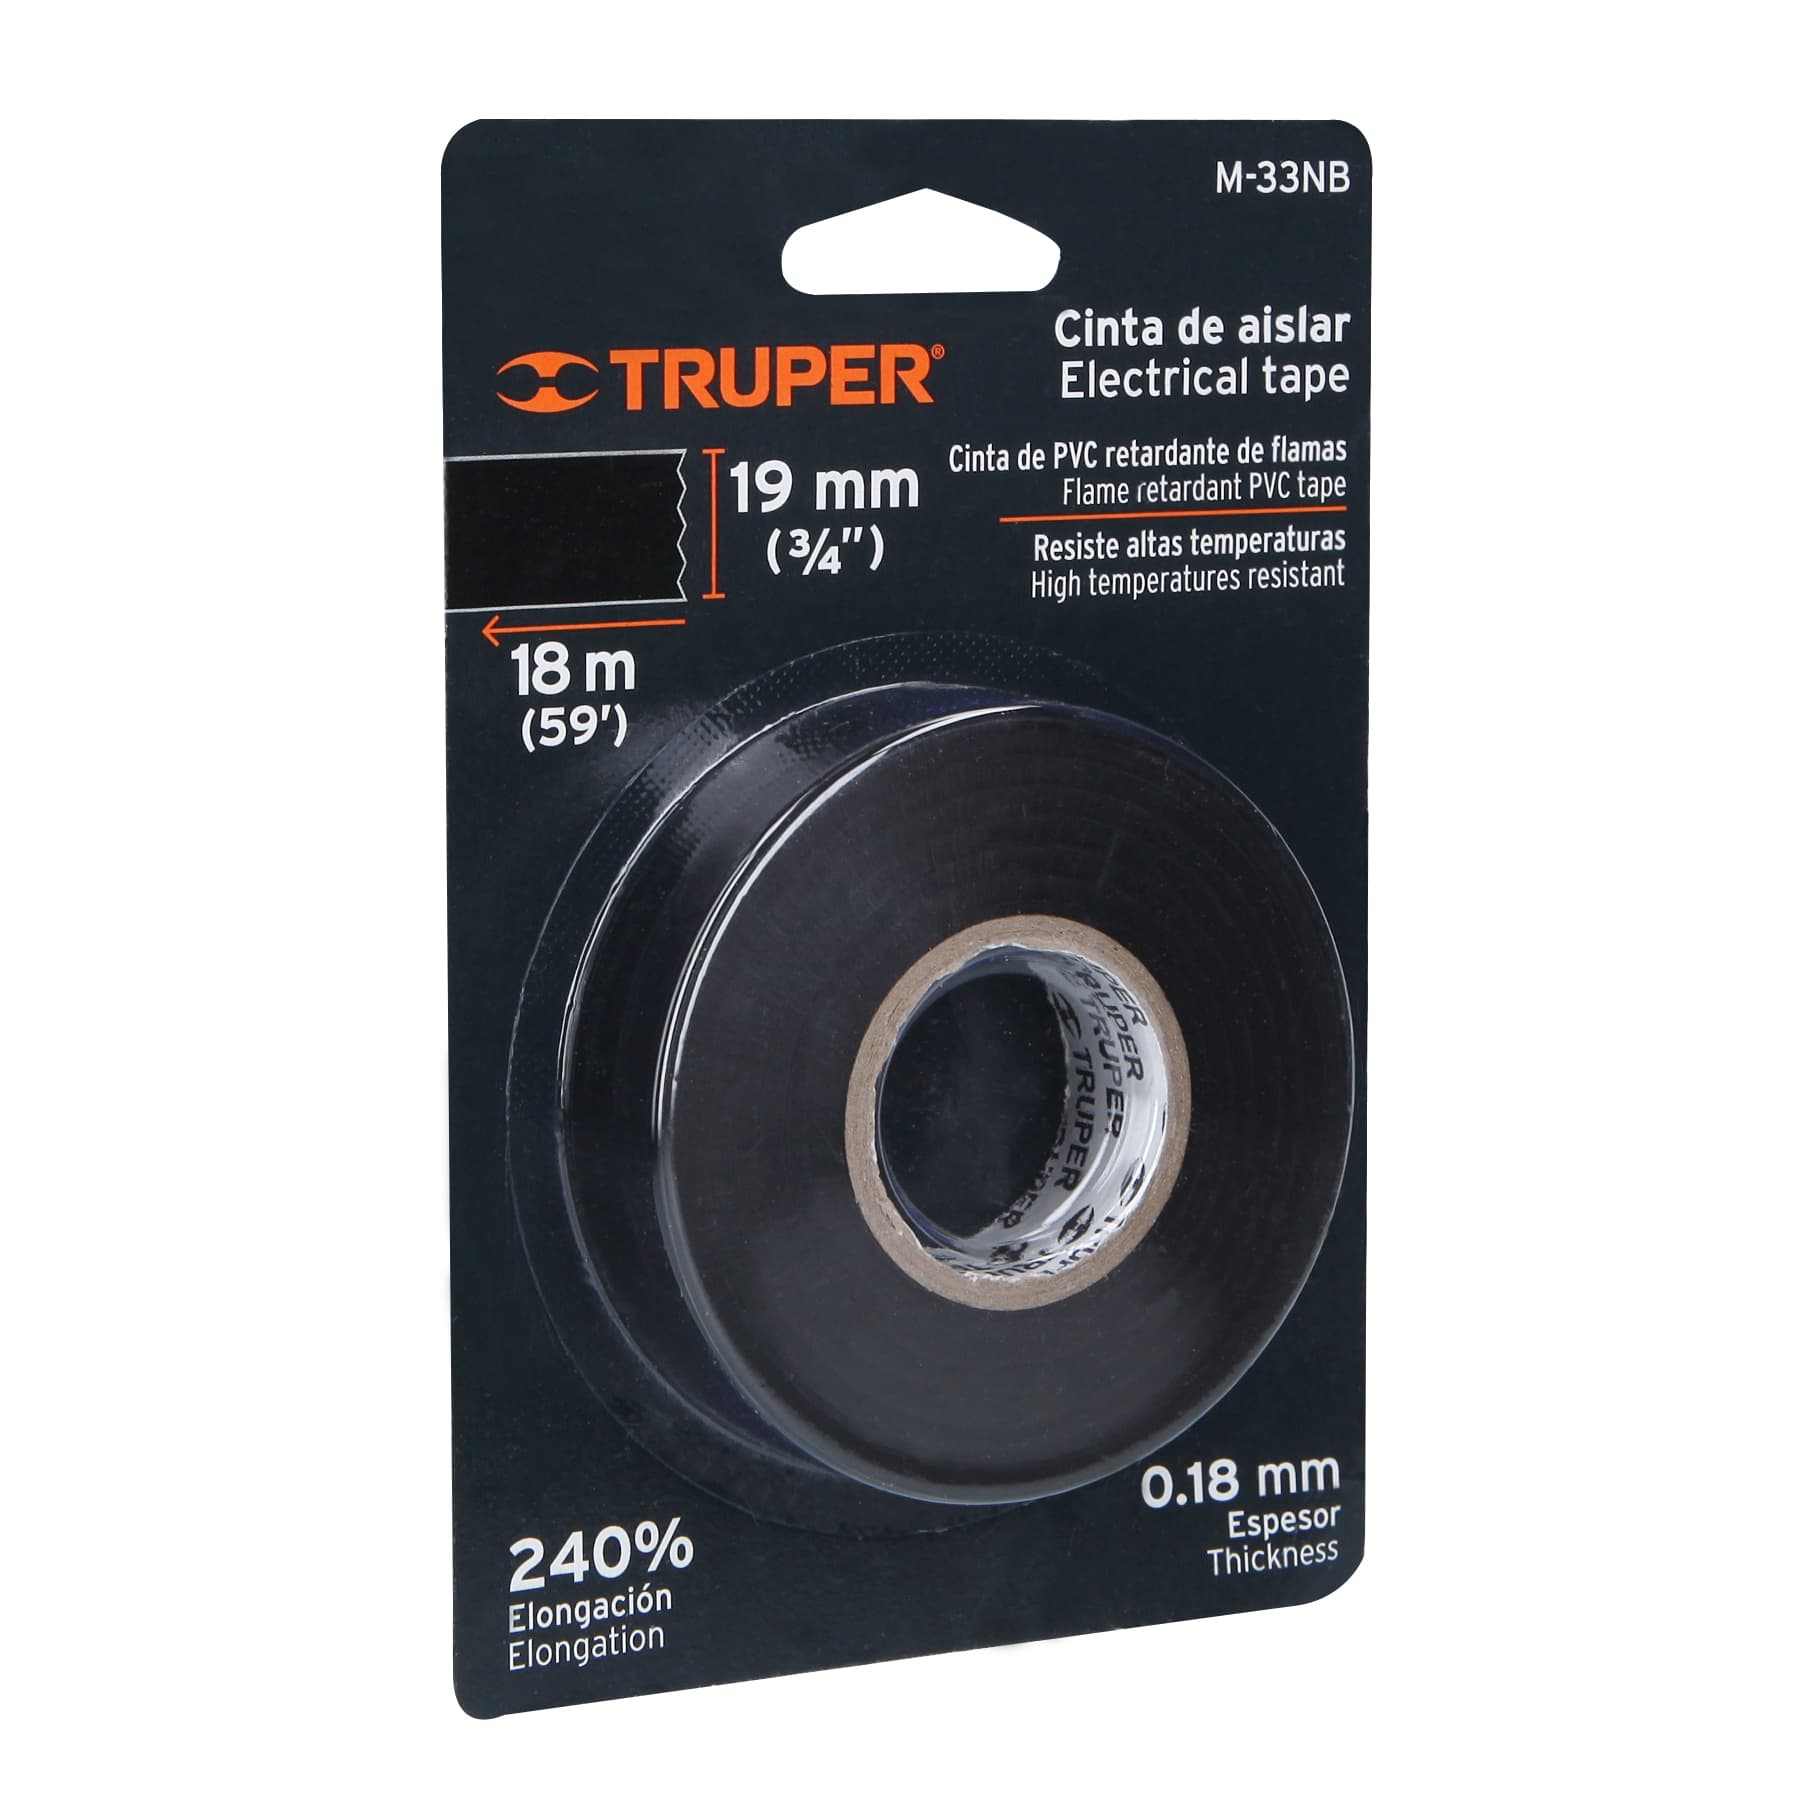 M-33NB
TRUPER®
Cinta de aislar
Electrical tape
Cinta de PVC retardante de flamas
Flame retardant PVC tape
Resiste altas temperaturas
High temperatures resistant
19 mm
(3/4")
18 m
(59')
TRUPER
TRUPER
TRUPER
0.18 mm
Espesor
Thickness
240%
Elongación
Elongation